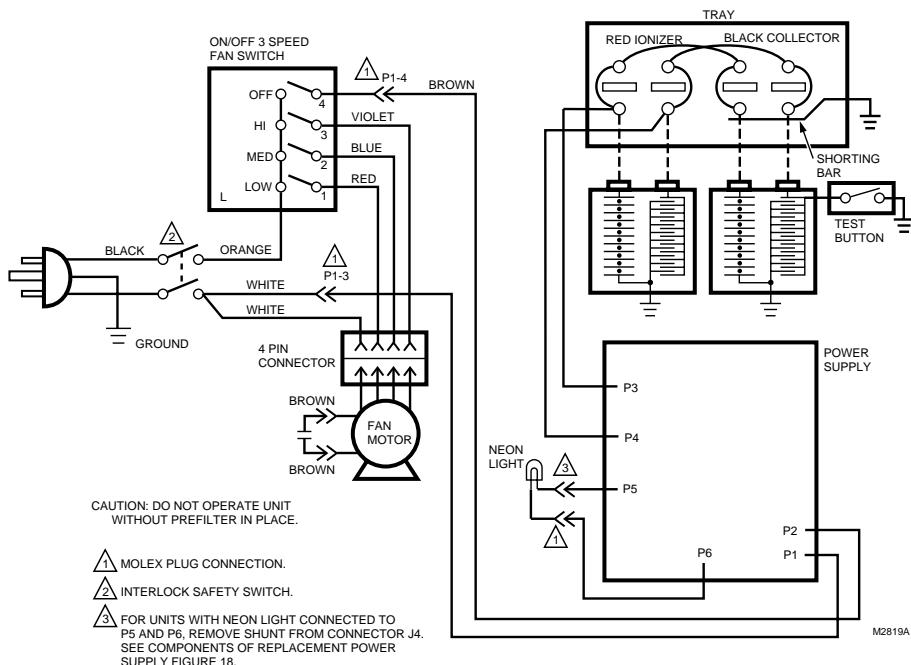 TRAY
RED IONIZER
BLACK COLLECTOR
ON/OFF 3 SPEED
FAN SWITCH
1
P1-4
BROWN
OFF
4
HI
3
VIOLET
MED
2
BLUE
LOW
1
RED
L
SHORTING
BAR
TEST
BUTTON
BLACK
2
ORANGE
1
P1-3
WHITE
WHITE
GROUND
4 PIN
CONNECTOR
BROWN
FAN
MOTOR
BROWN
POWER
SUPPLY
P3
P4
NEON
LIGHT
3
P5
1
P6
P2
P1
CAUTION: DO NOT OPERATE UNIT
WITHOUT PREFILTER IN PLACE.
1 MOLEX PLUG CONNECTION.
2 INTERLOCK SAFETY SWITCH.
3 FOR UNITS WITH NEON LIGHT CONNECTED TO
P5 AND P6, REMOVE SHUNT FROM CONNECTOR J4.
SEE COMPONENTS OF REPLACEMENT POWER
SUPPLY FIGURE 18.
M2819A